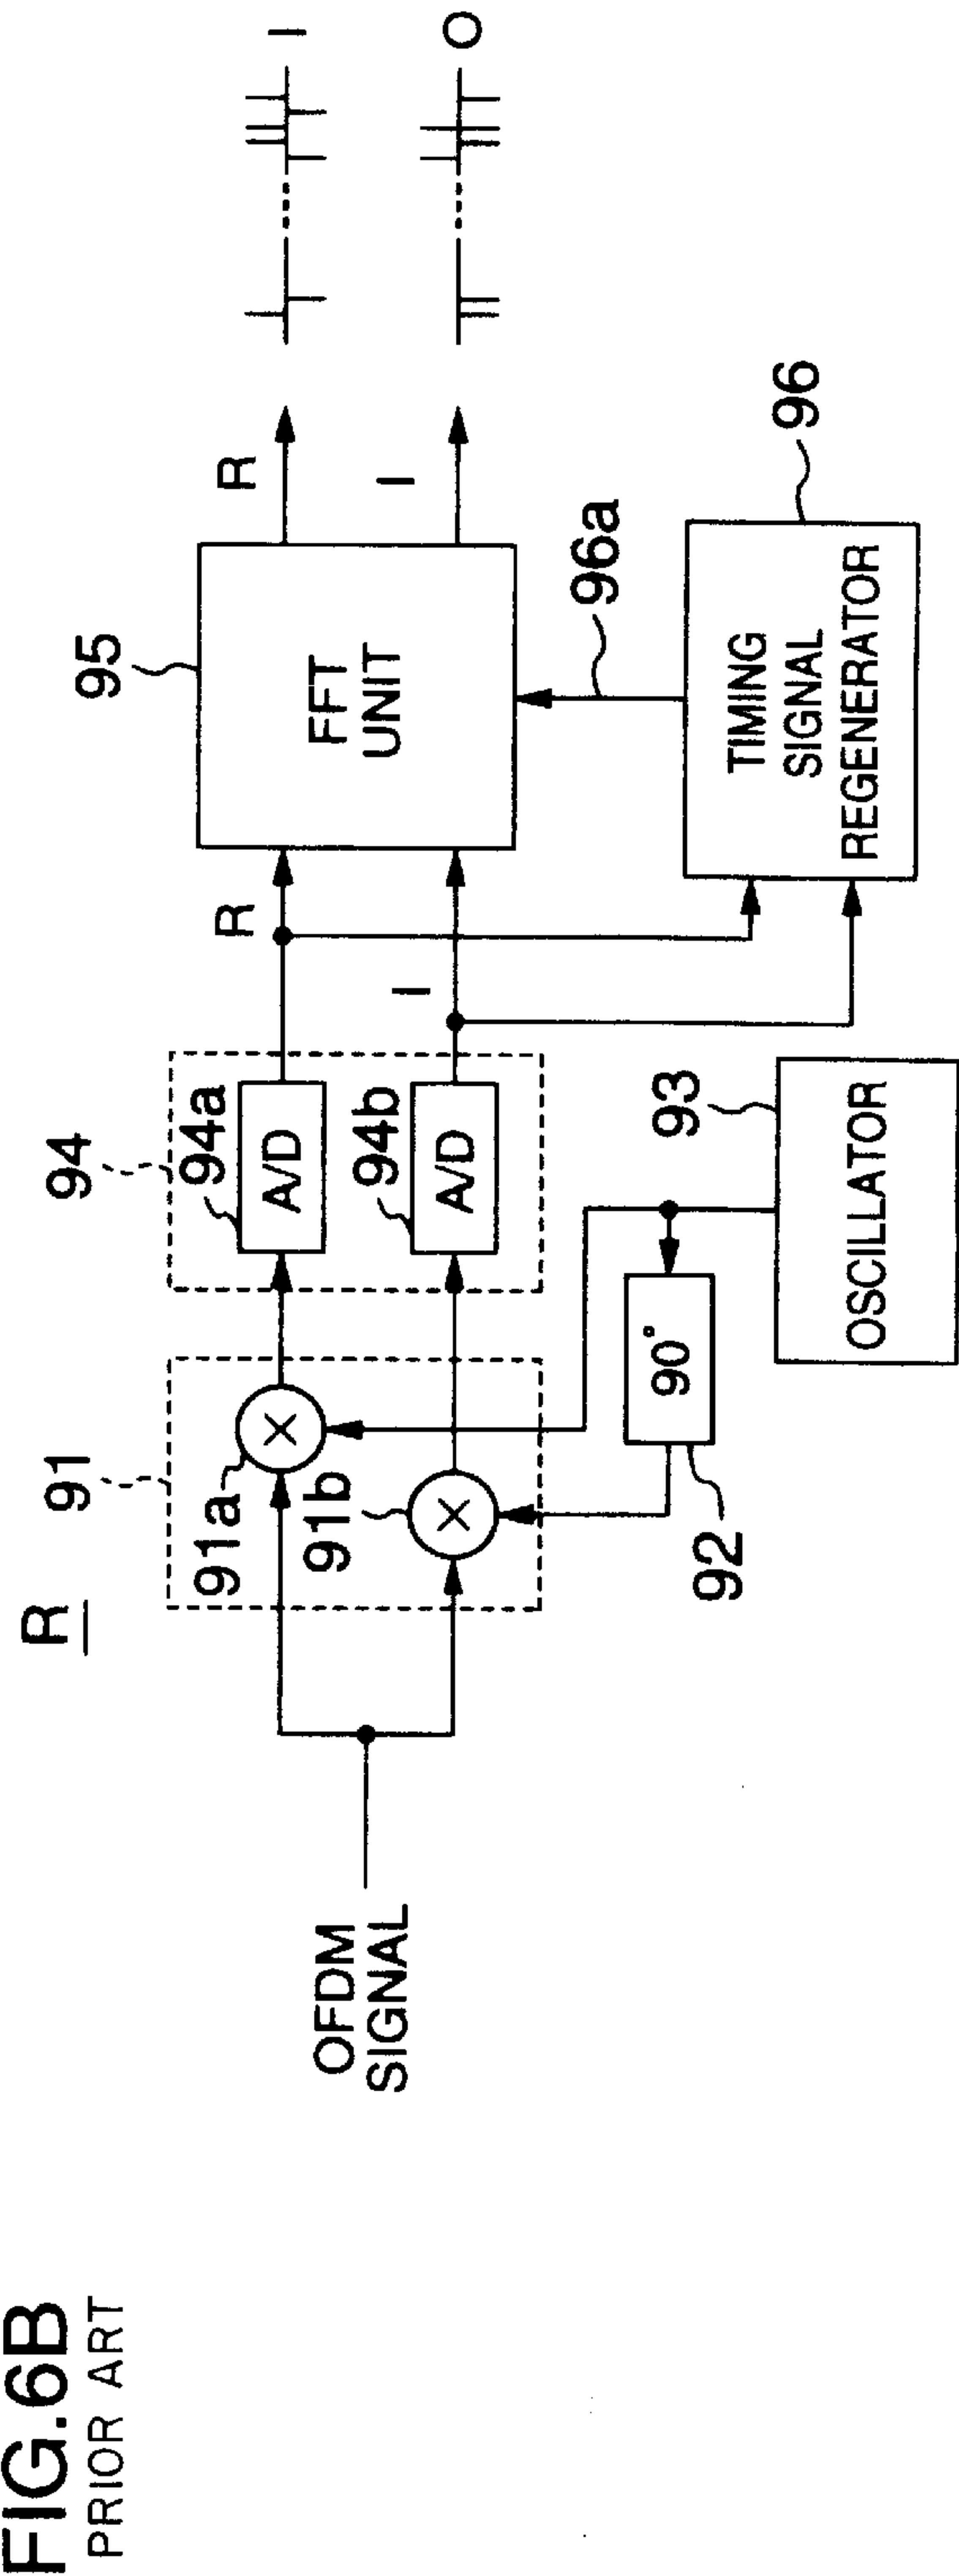 FIG.6B
PRIOR ART
R
OFDM
SIGNAL
91
91a
91b
92
90°
93
OSCILLATOR
94
94a
A/D
94b
A/D
R
I
95
FFT
UNIT
96a
96
TIMING
SIGNAL
REGENERATOR
R
I
I
O